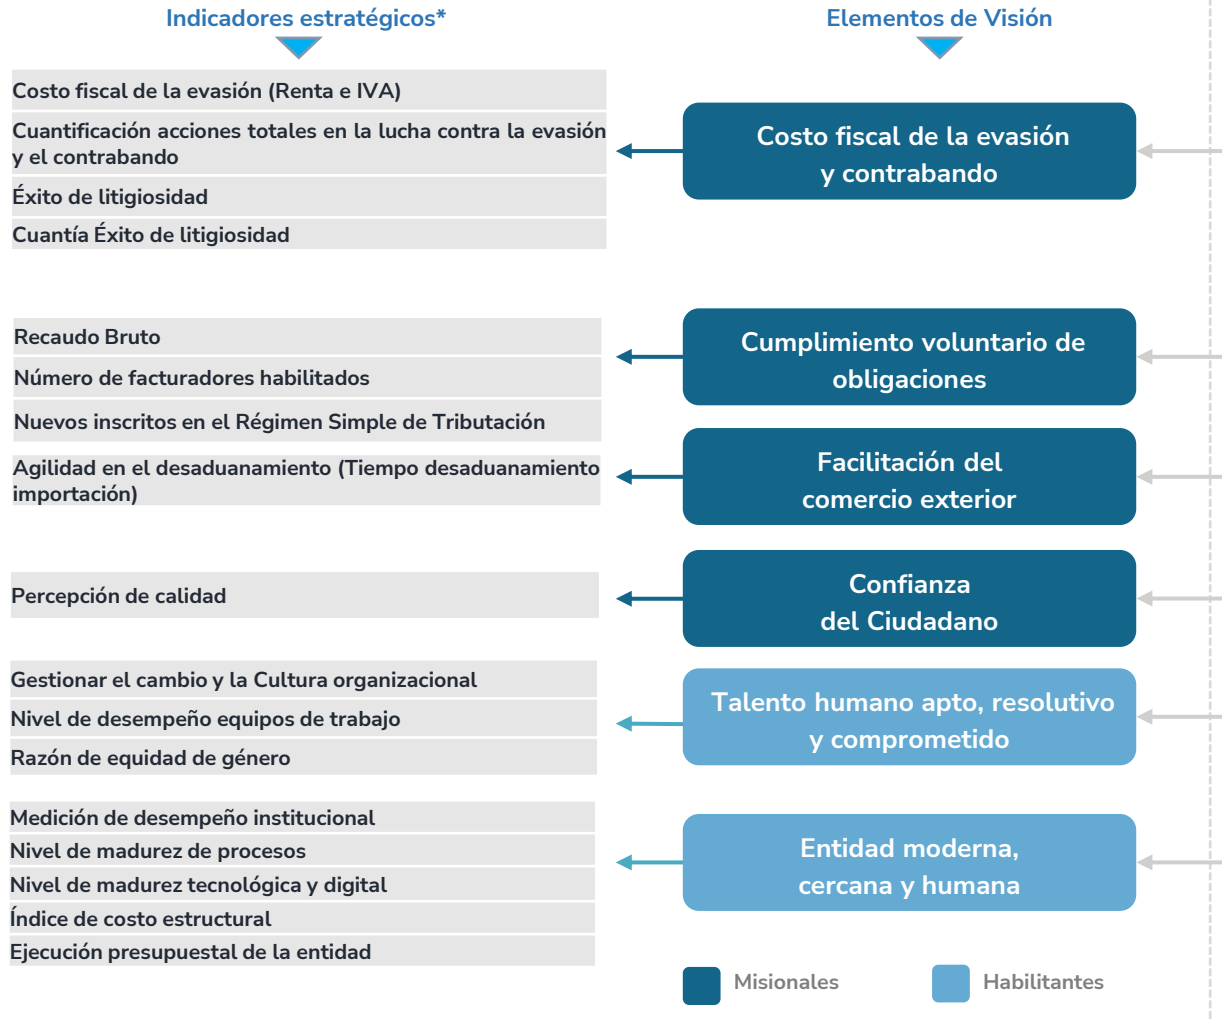 Indicadores estratégicos*
Elementos de Visión
Costo fiscal de la evasión (Renta e IVA)
Cuantificación acciones totales en la lucha contra la evasión
y el contrabando
Éxito de litigiosidad
Cuantía Éxito de litigiosidad
Costo fiscal de la evasión
y contrabando
Recaudo Bruto
Número de facturadores habilitados
Nuevos inscritos en el Régimen Simple de Tributación
Cumplimiento voluntario de
obligaciones
Agilidad en el desaduanamiento (Tiempo desaduanamiento
importación)
Facilitación del
comercio exterior
Percepción de calidad
Confianza
del Ciudadano
Gestionar el cambio y la Cultura organizacional
Nivel de desempeño equipos de trabajo
Razón de equidad de género
Talento humano apto, resolutivo
y comprometido
Medición de desempeño institucional
Nivel de madurez de procesos
Nivel de madurez tecnológica y digital
Índice de costo estructural
Ejecución presupuestal de la entidad
Entidad moderna,
cercana y humana
Misionales
Habilitantes